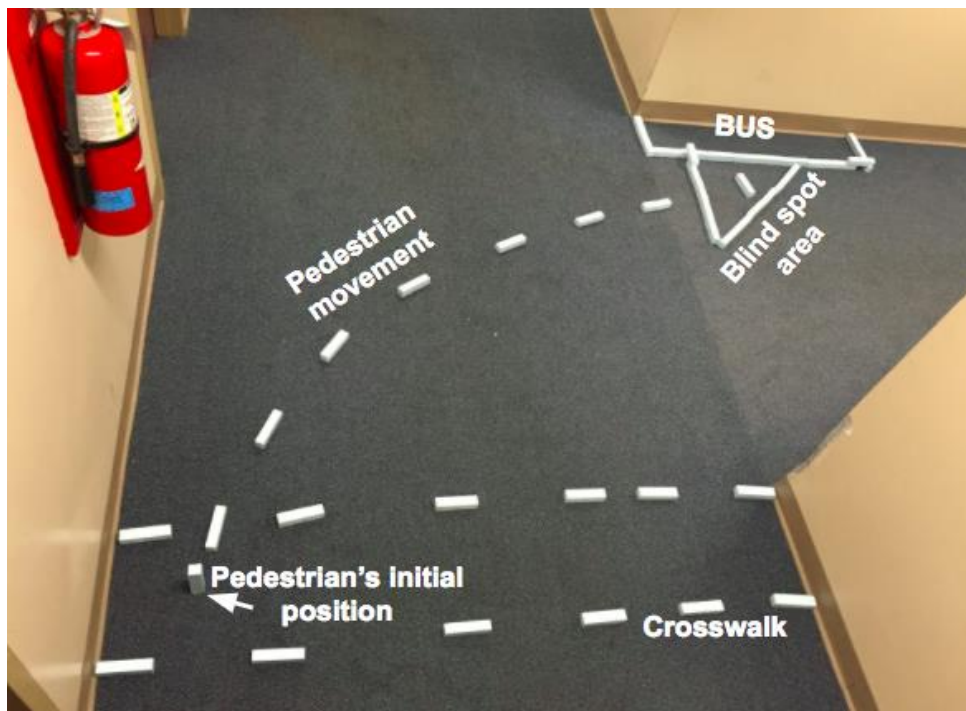 BUS
Blind spot
area
Pedestrian
movement
Pedestrian's initial
position
Crosswalk